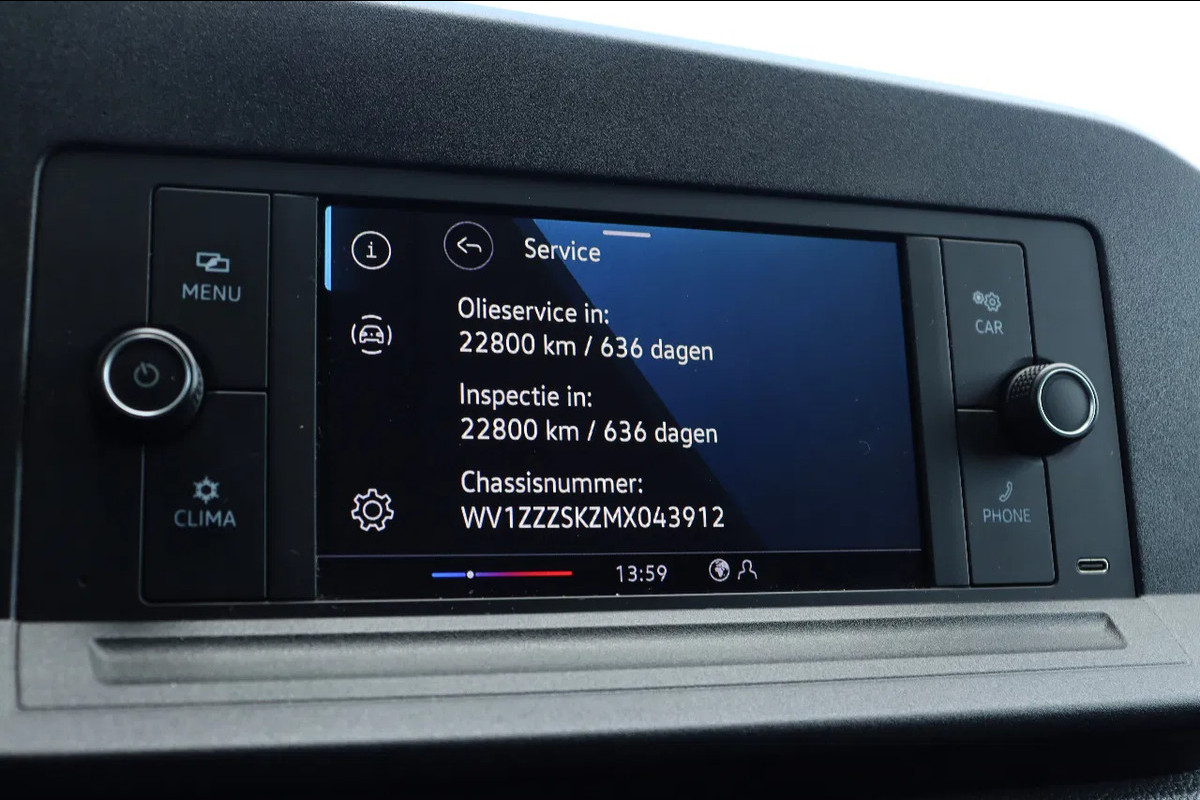 MENU
CLIMA
Service
Olieservice in:
22800 km / 636 dagen
Inspectie in:
22800 km / 636 dagen
Chassisnummer:
WV1ZZZSKZMX043912
13:59
CAR
PHONE